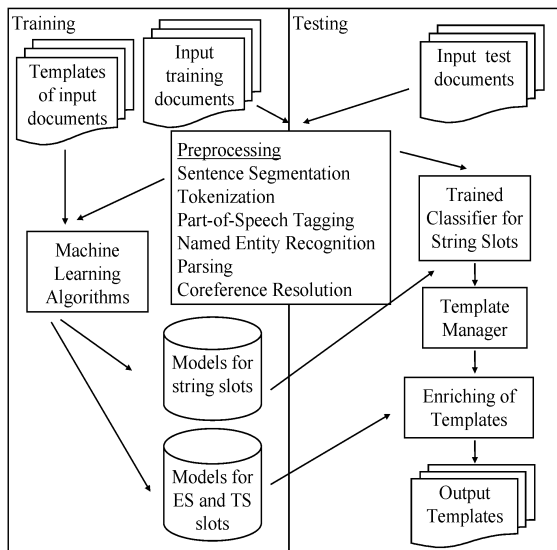 Training
Templates
of input
documents
Input
training
documents
Testing
Input test
documents
Preprocessing
Sentence Segmentation
Tokenization
Part-of-Speech Tagging
Named Entity Recognition
Parsing
Coreference Resolution
Machine
Learning
Algorithms
Models for
string slots
Models for
ES and TS
slots
Trained
Classifier for
String Slots
Template
Manager
Enriching of
Templates
Output
Templates